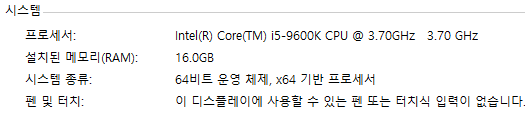 시스템
프로세서: Intel(R) Core(TM) i5-9600K CPU @ 3.70GHz 3.70 GHz
설치된 메모리(RAM): 16.0GB
시스템 종류: 64비트 운영 체제, x64 기반 프로세서
펜 및 터치: 이 디스플레이에 사용할 수 있는 펜 또는 터치식 입력이 없습니다.